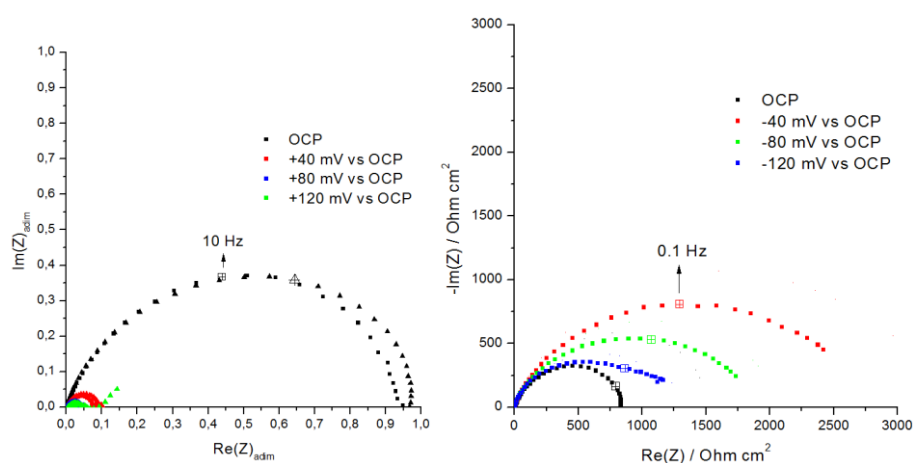 1,0
0,9
0,8
0,7
0,6
0,5
0,4
0,3
0,2
0,1
0,0
Im(Z)adim
OCP
+40 mV vs OCP
+80 mV vs OCP
+120 mV vs OCP
10 Hz
0,0 0,1 0,2 0,3 0,4 0,5 0,6 0,7 0,8 0,9 1,0
Re(Z)adim
3000
2500
2000
1500
1000
500
0
-Im(Z) / Ohm cm2
OCP
-40 mV vs OCP
-80 mV vs OCP
-120 mV vs OCP
0.1 Hz
0 500 1000 1500 2000 2500 3000
Re(Z) / Ohm cm2